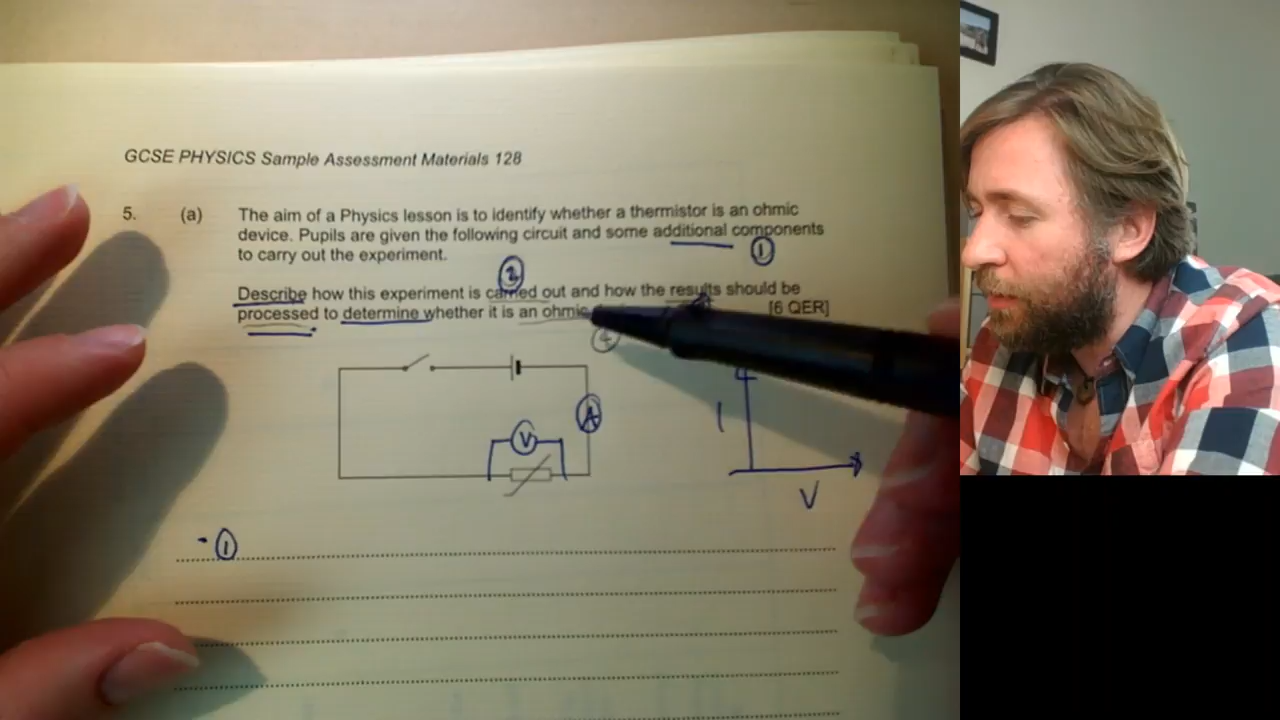 GCSE PHYSICS Sample Assessment Materials 128
5. (a) The aim of a Physics lesson is to identify whether a thermistor is an ohmic
device. Pupils are given the following circuit and some additional components
to carry out the experiment.
1
2
Describe how this experiment is carried out and how the results should be
processed to determine whether it is an ohmic
[6 QER]
4
A
V
I
V
- 1